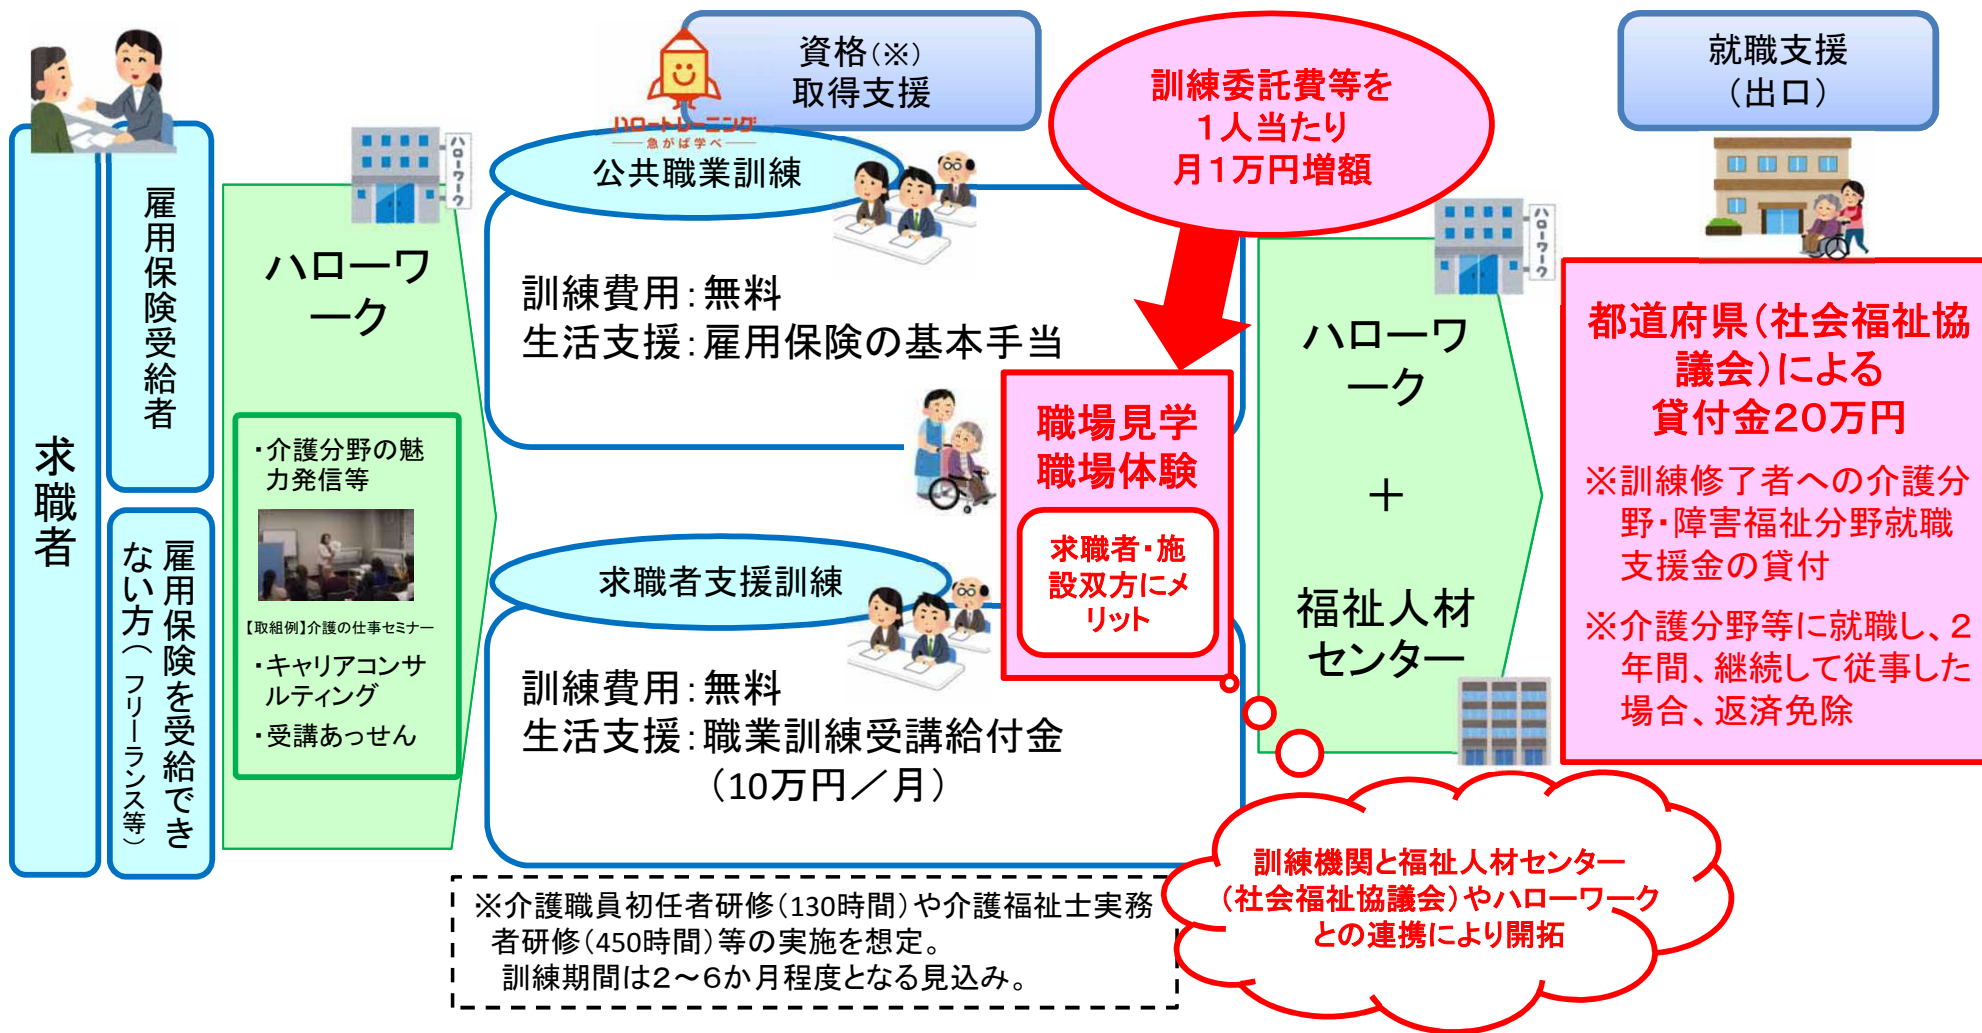 求職者
雇用保険受給者
雇用保険を受給でき
ない方(フリーランス等)
ハローワ
ーク
ハローワーク
・介護分野の魅
力発信等
【取組例】介護の仕事セミナー
・キャリアコンサ
ルティング
・受講あっせん
資格(※)
取得支援
ハロートレーニング
急がば学べ
公共職業訓練
訓練費用:無料
生活支援:雇用保険の基本手当
求職者支援訓練
訓練費用:無料
生活支援:職業訓練受講給付金
(10万円/月)
※介護職員初任者研修(130時間)や介護福祉士実務
者研修(450時間)等の実施を想定。
訓練期間は2~6か月程度となる見込み。
訓練委託費等を
1人当たり
月1万円増額
職場見学
職場体験
求職者・施
設双方にメ
リット
訓練機関と福祉人材センター
(社会福祉協議会)やハローワーク
との連携により開拓
ハローワーク
ハローワ
ーク
+
福祉人材
センター
就職支援
(出口)
都道府県(社会福祉協
議会)による
貸付金20万円
※訓練修了者への介護分
野・障害福祉分野就職
支援金の貸付
※介護分野等に就職し、2
年間、継続して従事した
場合、返済免除